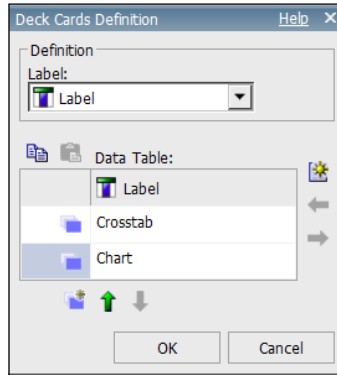 Deck Cards Definition Help
Definition
Label:
Label
Data Table:
Label
Crosstab
Chart
OK Cancel